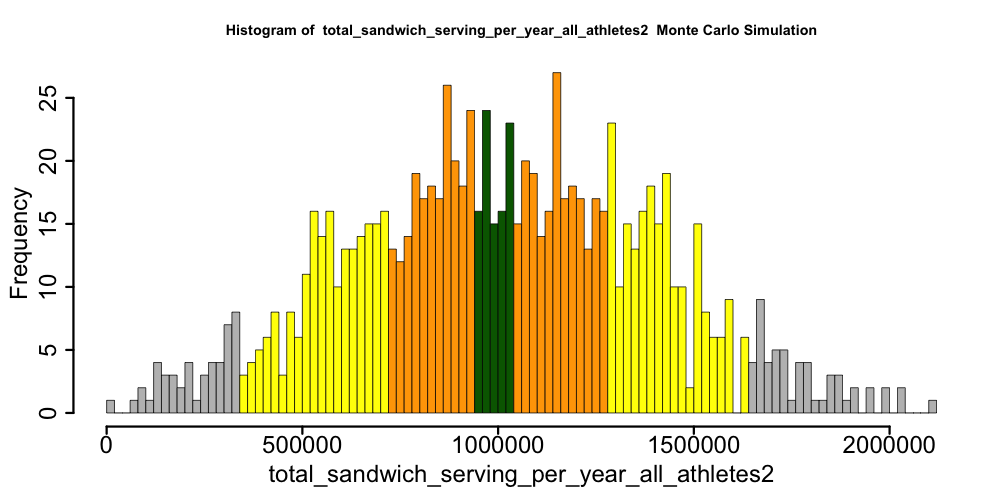 Histogram of total_sandwich_serving_per_year_all_athletes2 Monte Carlo Simulation
Frequency
25
20
15
10
5
0
0 500000 1000000 1500000 2000000
total_sandwich_serving_per_year_all_athletes2